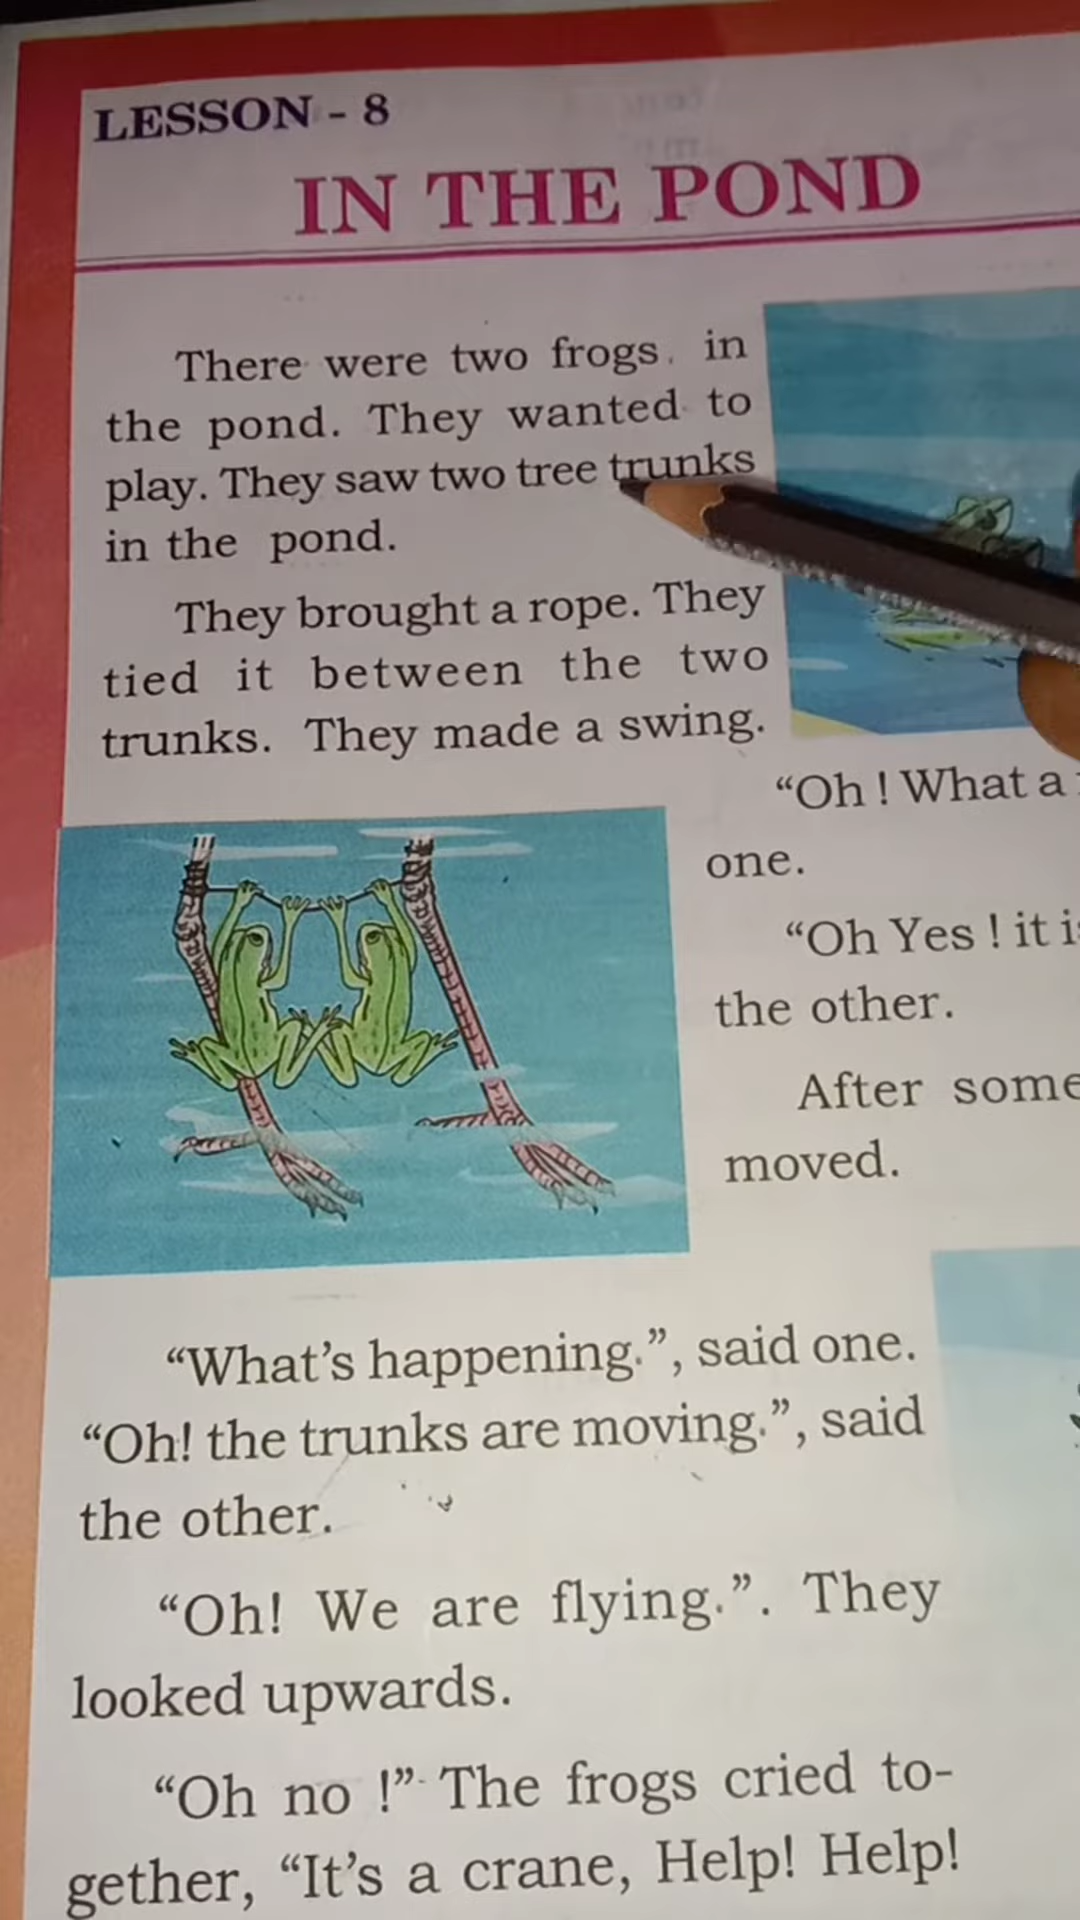 LESSON - 8
IN THE POND
There were two frogs in
the pond. They wanted to
play. They saw two tree trunks
in the pond.
They brought a rope. They
tied it between the two
trunks. They made a swing.
“Oh ! What a
one.
“Oh Yes ! it
the other.
After some
moved.
“What’s happening.”, said one.
“Oh! the trunks are moving.”, said
the other.
“Oh! We are flying.”. They
looked upwards.
“Oh no !” The frogs cried to-
gether, “It’s a crane, Help! Help!